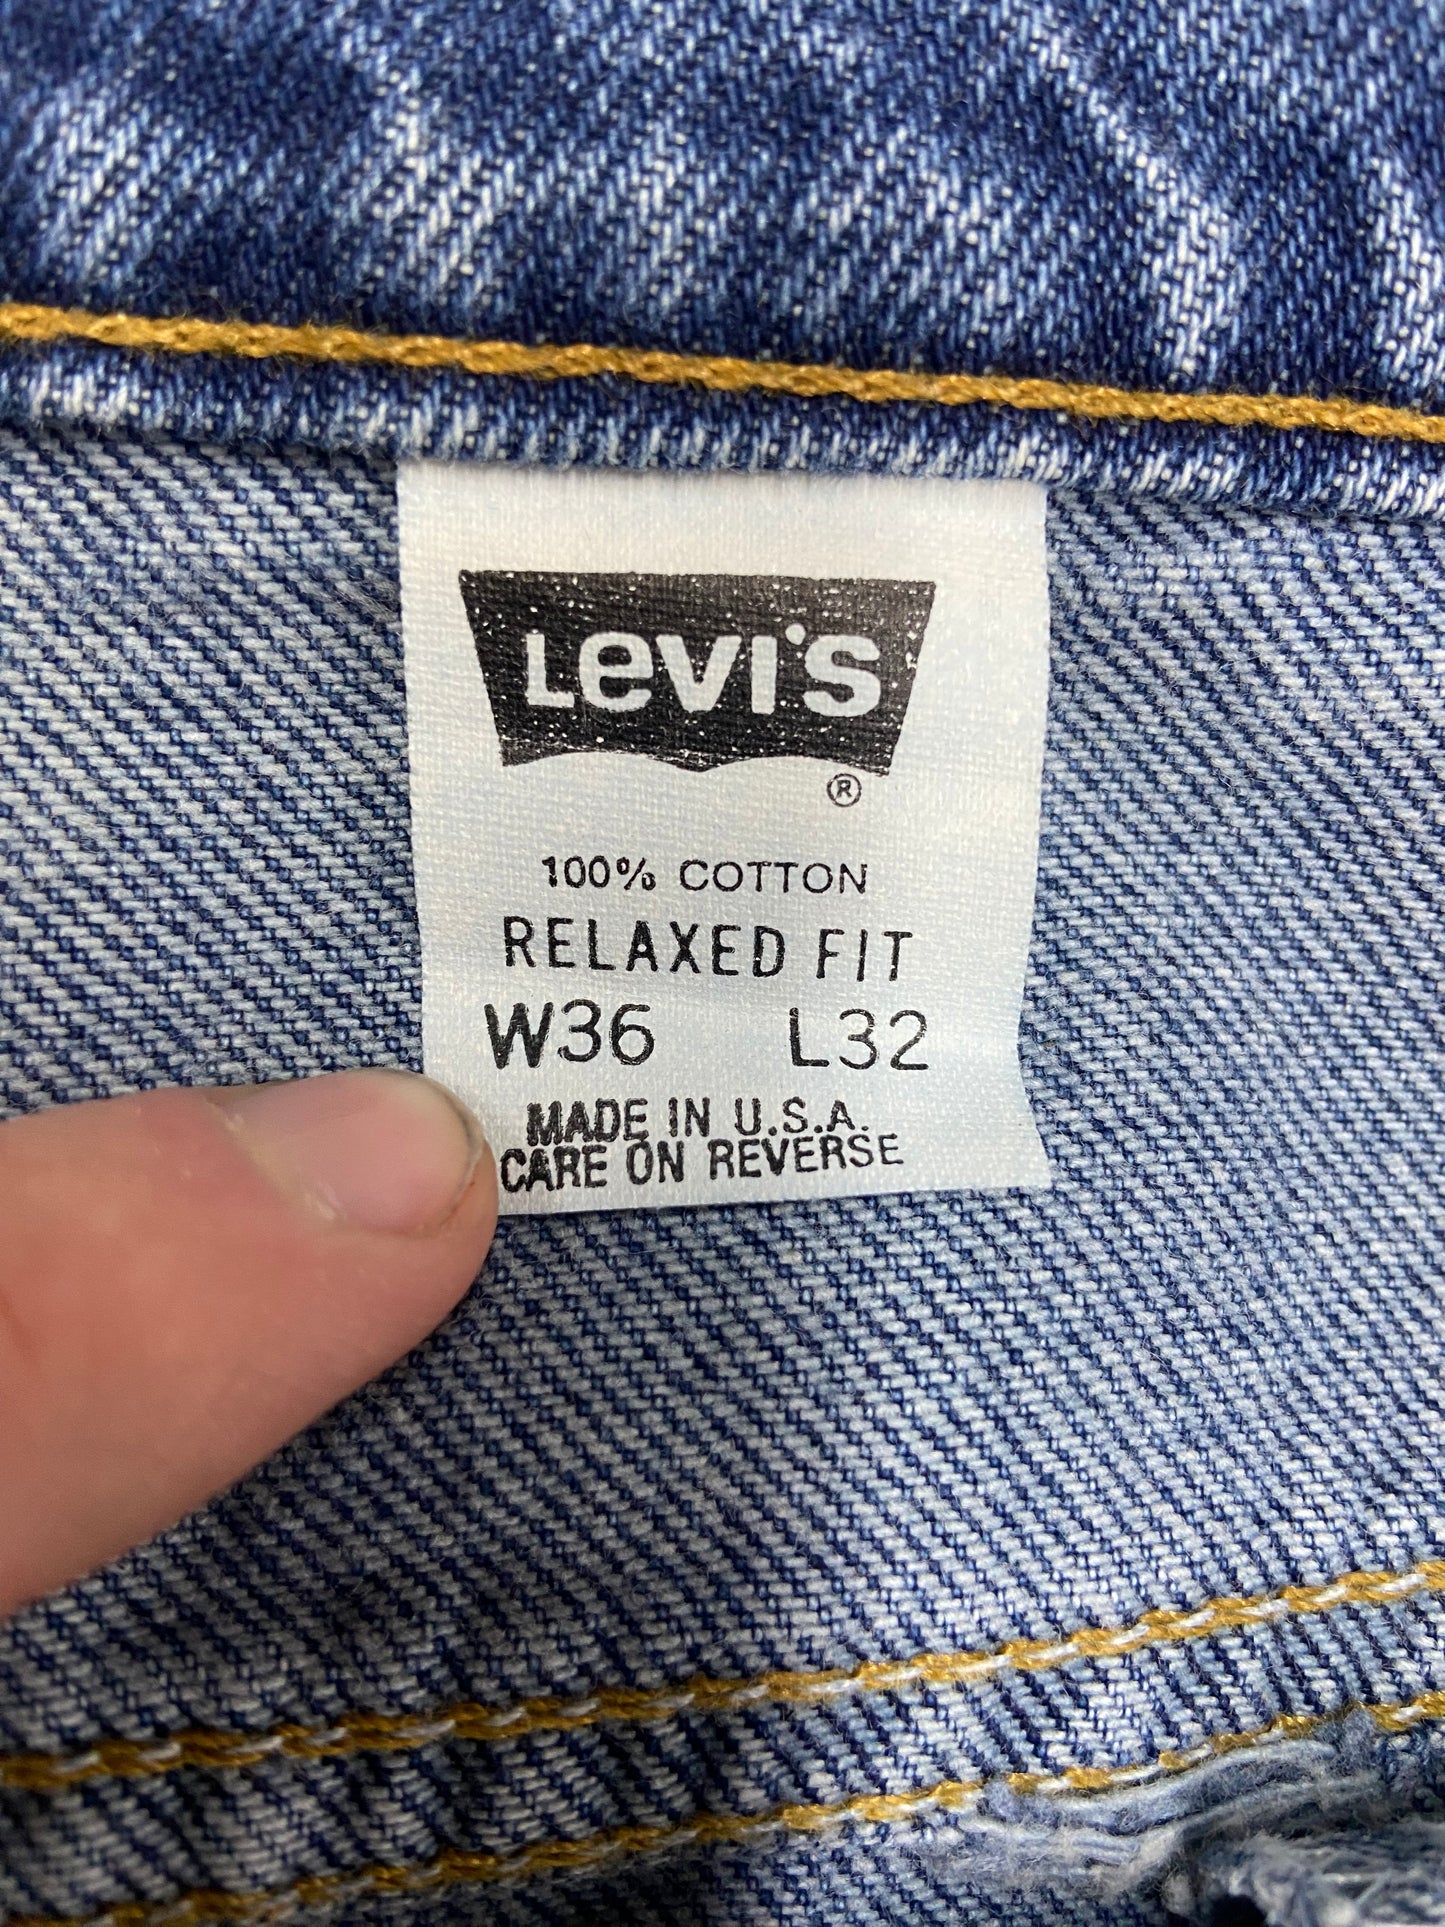 Levi's
®
100% COTTON
RELAXED FIT
W36 L32
MADE IN U.S.A.
CARE ON REVERSE